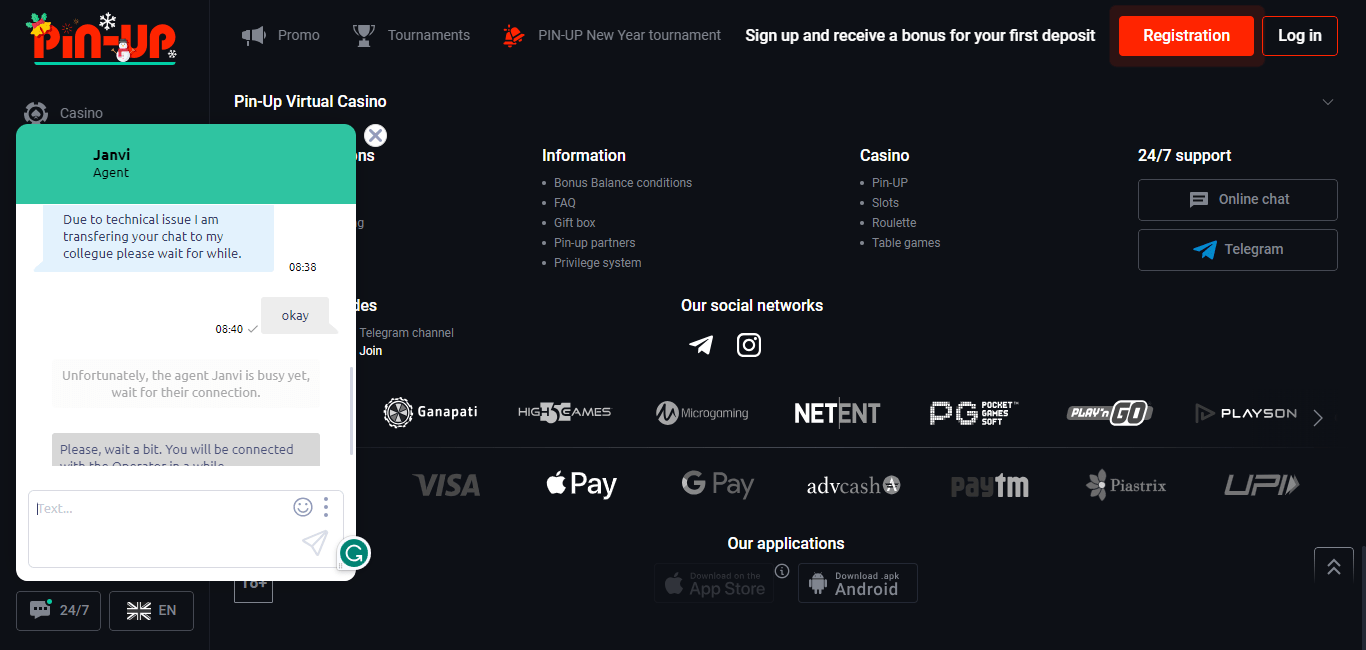 PiN-UP
Promo
Tournaments
PIN-UP New Year tournament
Sign up and receive a bonus for your first deposit
Registration
Log in
Casino
Pin-Up Virtual Casino
Janvi
Agent
Due to technical issue I am
transfering your chat to my
collegue please wait for while.
08:38
okay
08:40
Unfortunately, the agent Janvi is busy yet,
wait for their connection.
Please, wait a bit. You will be connected
with the Operator in a while
Text...
24/7
EN
ons
g
Information
Bonus Balance conditions
FAQ
Gift box
Pin-up partners
Privilege system
Casino
Pin-UP
Slots
Roulette
Table games
24/7 support
Online chat
Telegram
des
Telegram channel
Join
Our social networks
Ganapati
HIGH5GAMES
Microgaming
NETENT
PG POCKET GAMES SOFT
PLAY'n GO
PLAYSON
VISA
Pay
G Pay
advcash
paytm
Piastrix
UPI
Our applications
Download on the
App Store
Download .apk
Android
18+